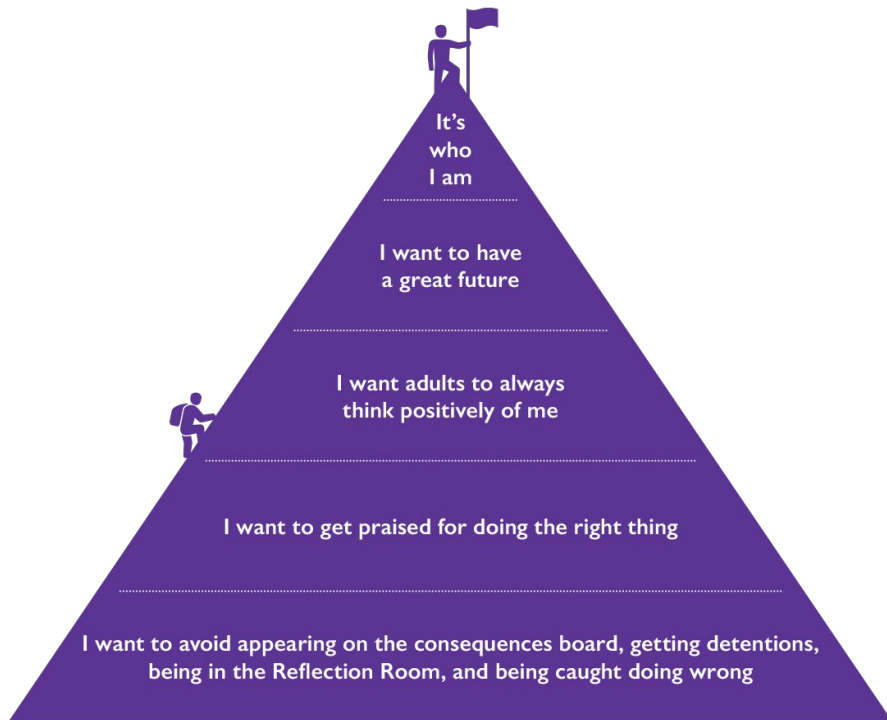 It's
who
I am
I want to have
a great future
I want adults to always
think positively of me
I want to get praised for doing the right thing
I want to avoid appearing on the consequences board, getting detentions,
being in the Reflection Room, and being caught doing wrong